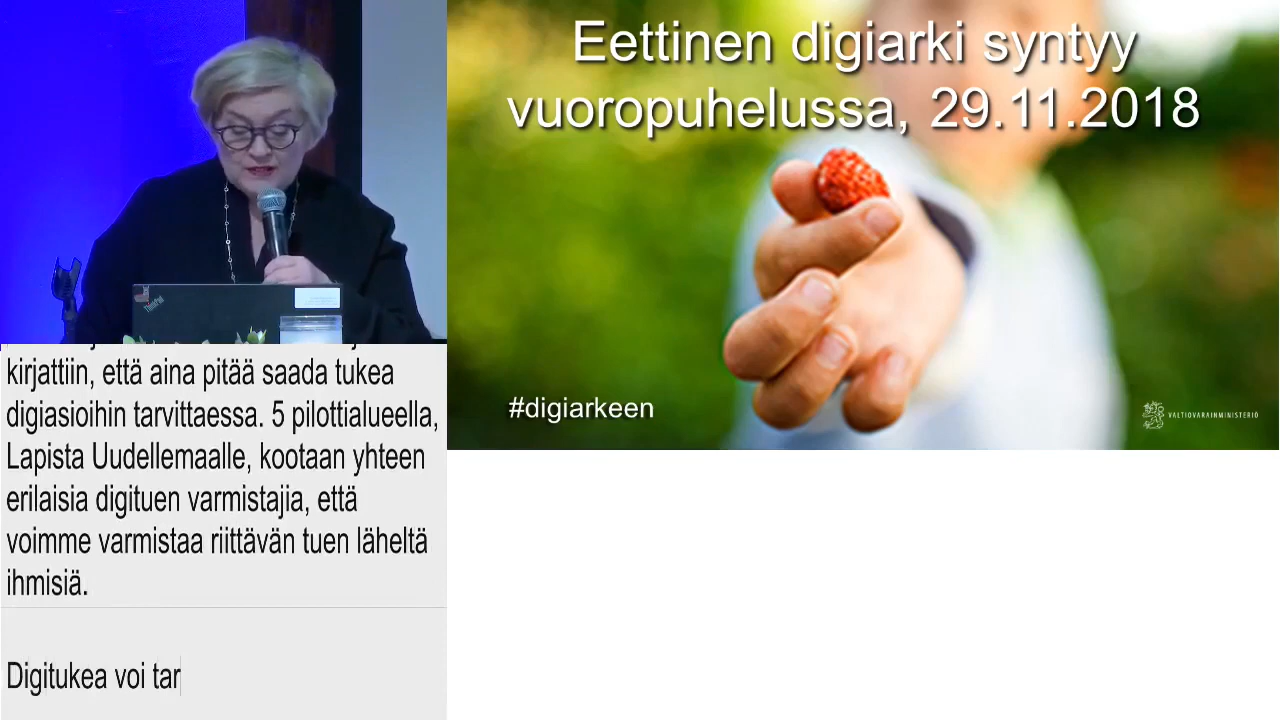 Eettinen digiarki syntyy
vuoropuhelussa, 29.11.2018
#digiarkeen
VALTIOVARAINMINISTERIÖ
ThinkPad
kirjattiin, että aina pitää saada tukea
digiasioihin tarvittaessa. 5 pilottialueella,
Lapista Uudellemaalle, kootaan yhteen
erilaisia digituen varmistajia, että
voimme varmistaa riittävän tuen läheltä
ihmisiä.
Digitukea voi tar